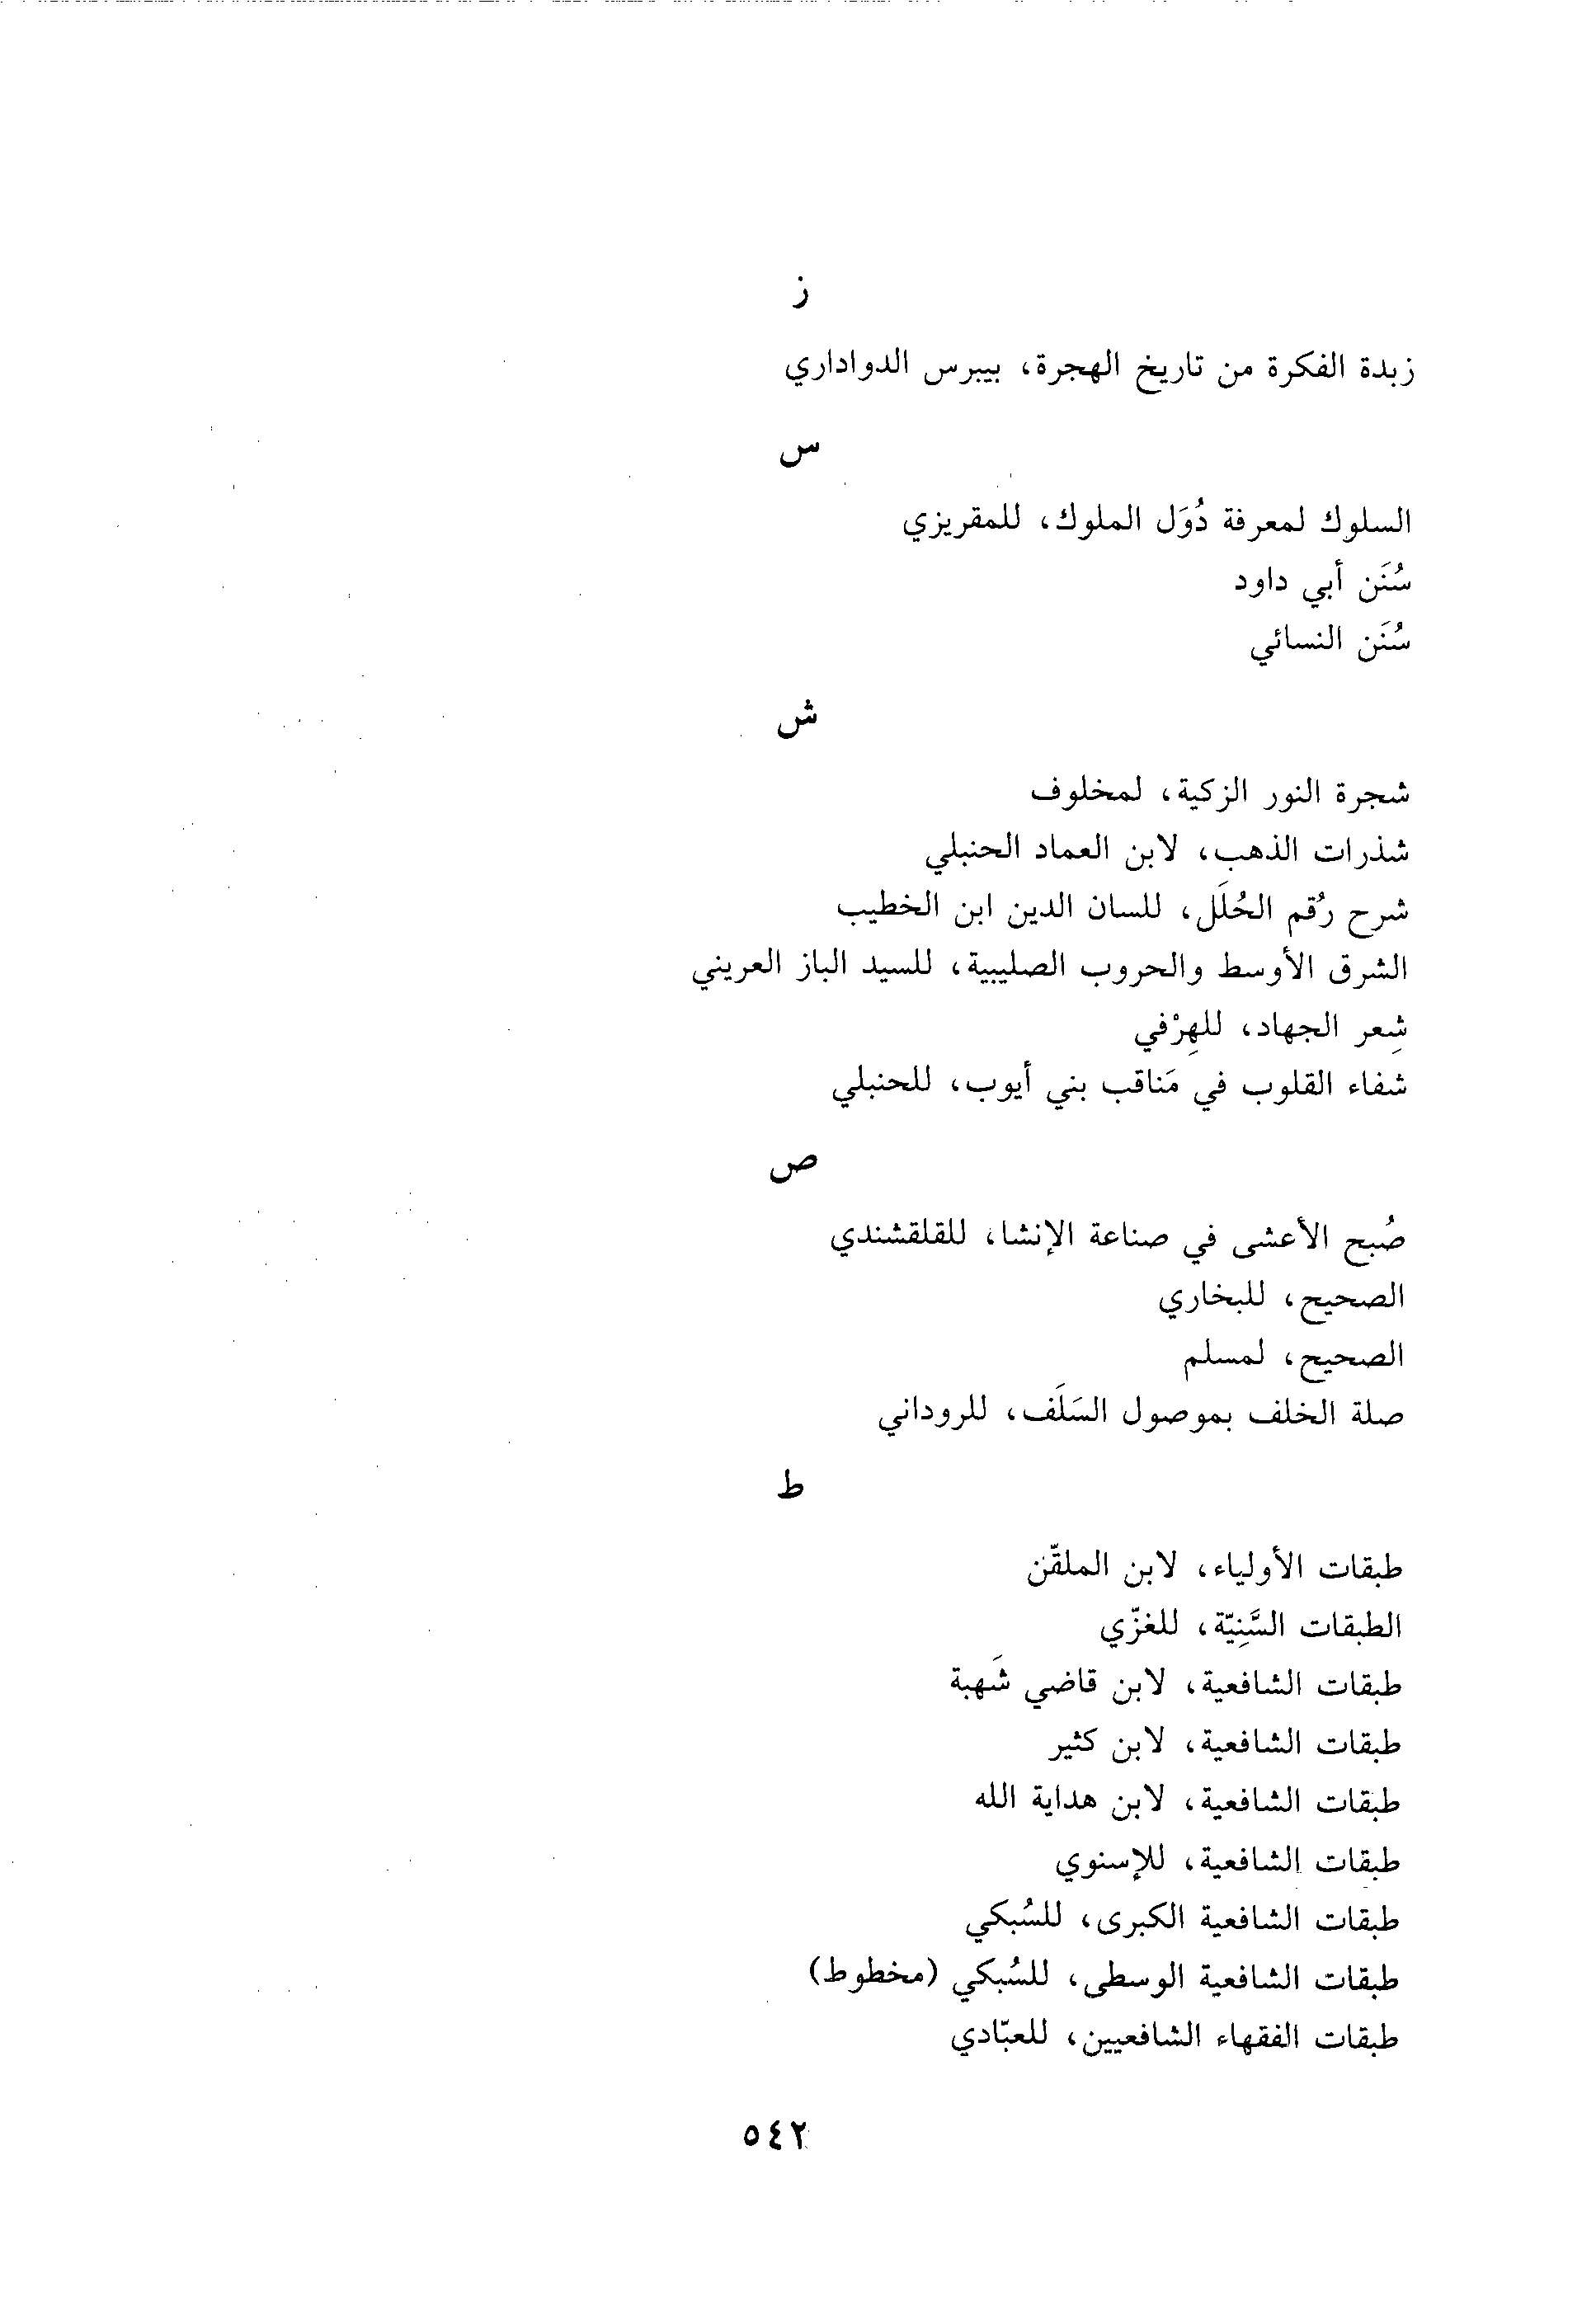 ز
زبدة الفكرة من تاريخ الهجرة، بيبرس الدواداري
س
السلوك لمعرفة دُوَل الملوك، للمقريزي
سُنَن أبي داود
سُنَن النسائي
ش
شجرة النور الزكية، لمخلوف
شذرات الذهب، لابن العماد الحنبلي
شرح رُقم الحُلَل، للسان الدين ابن الخطيب
الشرق الأوسط والحروب الصليبية، للسيد الباز العريني
شِعر الجهاد، للهِرْفي
شفاء القلوب في مَناقب بني أيوب، للحنبلي
ص
صُبح الأعشى في صناعة الإنشا، للقلقشندي
الصحيح، للبخاري
الصحيح، لمسلم
صلة الخلف بموصول السَلَف، للروداني
ط
طبقات الأولياء، لابن الملقّن
الطبقات السَّنِيّة، للغزّي
طبقات الشافعية، لابن قاضي شَهبة
طبقات الشافعية، لابن كثير
طبقات الشافعية، لابن هداية الله
طبقات الشافعية، للإسنوي
طبقات الشافعية الكبرى، للسُبكي
طبقات الشافعية الوسطى، للسُبكي (مخطوط)
طبقات الفقهاء الشافعيين، للعبّادي
٥٤٢